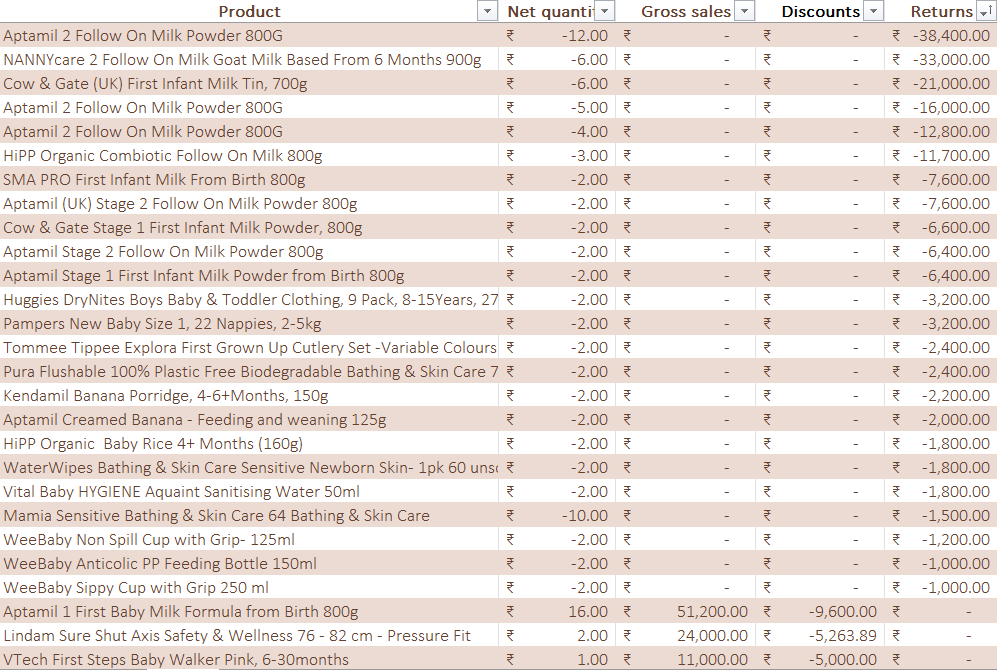 Product Net quanti Gross sales Discounts Returns
Aptamil 2 Follow On Milk Powder 800G ₹ -12.00 ₹ - ₹ - ₹ -38,400.00
NANNYcare 2 Follow On Milk Goat Milk Based From 6 Months 900g ₹ -6.00 ₹ - ₹ - ₹ -33,000.00
Cow & Gate (UK) First Infant Milk Tin, 700g ₹ -6.00 ₹ - ₹ - ₹ -21,000.00
Aptamil 2 Follow On Milk Powder 800G ₹ -5.00 ₹ - ₹ - ₹ -16,000.00
Aptamil 2 Follow On Milk Powder 800G ₹ -4.00 ₹ - ₹ - ₹ -12,800.00
HiPP Organic Combiotic Follow On Milk 800g ₹ -3.00 ₹ - ₹ - ₹ -11,700.00
SMA PRO First Infant Milk From Birth 800g ₹ -2.00 ₹ - ₹ - ₹ -7,600.00
Aptamil (UK) Stage 2 Follow On Milk Powder 800g ₹ -2.00 ₹ - ₹ - ₹ -7,600.00
Cow & Gate Stage 1 First Infant Milk Powder, 800g ₹ -2.00 ₹ - ₹ - ₹ -6,600.00
Aptamil Stage 2 Follow On Milk Powder 800g ₹ -2.00 ₹ - ₹ - ₹ -6,400.00
Aptamil Stage 1 First Infant Milk Powder from Birth 800g ₹ -2.00 ₹ - ₹ - ₹ -6,400.00
Huggies DryNites Boys Baby & Toddler Clothing, 9 Pack, 8-15Years, 27 ₹ -2.00 ₹ - ₹ - ₹ -3,200.00
Pampers New Baby Size 1, 22 Nappies, 2-5kg ₹ -2.00 ₹ - ₹ - ₹ -3,200.00
Tommee Tippee Explora First Grown Up Cutlery Set -Variable Colours ₹ -2.00 ₹ - ₹ - ₹ -2,400.00
Pura Flushable 100% Plastic Free Biodegradable Bathing & Skin Care 7 ₹ -2.00 ₹ - ₹ - ₹ -2,400.00
Kendamil Banana Porridge, 4-6+Months, 150g ₹ -2.00 ₹ - ₹ - ₹ -2,200.00
Aptamil Creamed Banana - Feeding and weaning 125g ₹ -2.00 ₹ - ₹ - ₹ -2,000.00
HiPP Organic  Baby Rice 4+ Months (160g) ₹ -2.00 ₹ - ₹ - ₹ -1,800.00
WaterWipes Bathing & Skin Care Sensitive Newborn Skin- 1pk 60 unsc ₹ -2.00 ₹ - ₹ - ₹ -1,800.00
Vital Baby HYGIENE Aquaint Sanitising Water 50ml ₹ -2.00 ₹ - ₹ - ₹ -1,800.00
Mamia Sensitive Bathing & Skin Care 64 Bathing & Skin Care ₹ -10.00 ₹ - ₹ - ₹ -1,500.00
WeeBaby Non Spill Cup with Grip- 125ml ₹ -2.00 ₹ - ₹ - ₹ -1,200.00
WeeBaby Anticolic PP Feeding Bottle 150ml ₹ -2.00 ₹ - ₹ - ₹ -1,000.00
WeeBaby Sippy Cup with Grip 250 ml ₹ -2.00 ₹ - ₹ - ₹ -1,000.00
Aptamil 1 First Baby Milk Formula from Birth 800g ₹ 16.00 ₹ 51,200.00 ₹ -9,600.00 ₹ -
Lindam Sure Shut Axis Safety & Wellness 76 - 82 cm - Pressure Fit ₹ 2.00 ₹ 24,000.00 ₹ -5,263.89 ₹ -
VTech First Steps Baby Walker Pink, 6-30months ₹ 1.00 ₹ 11,000.00 ₹ -5,000.00 ₹ -